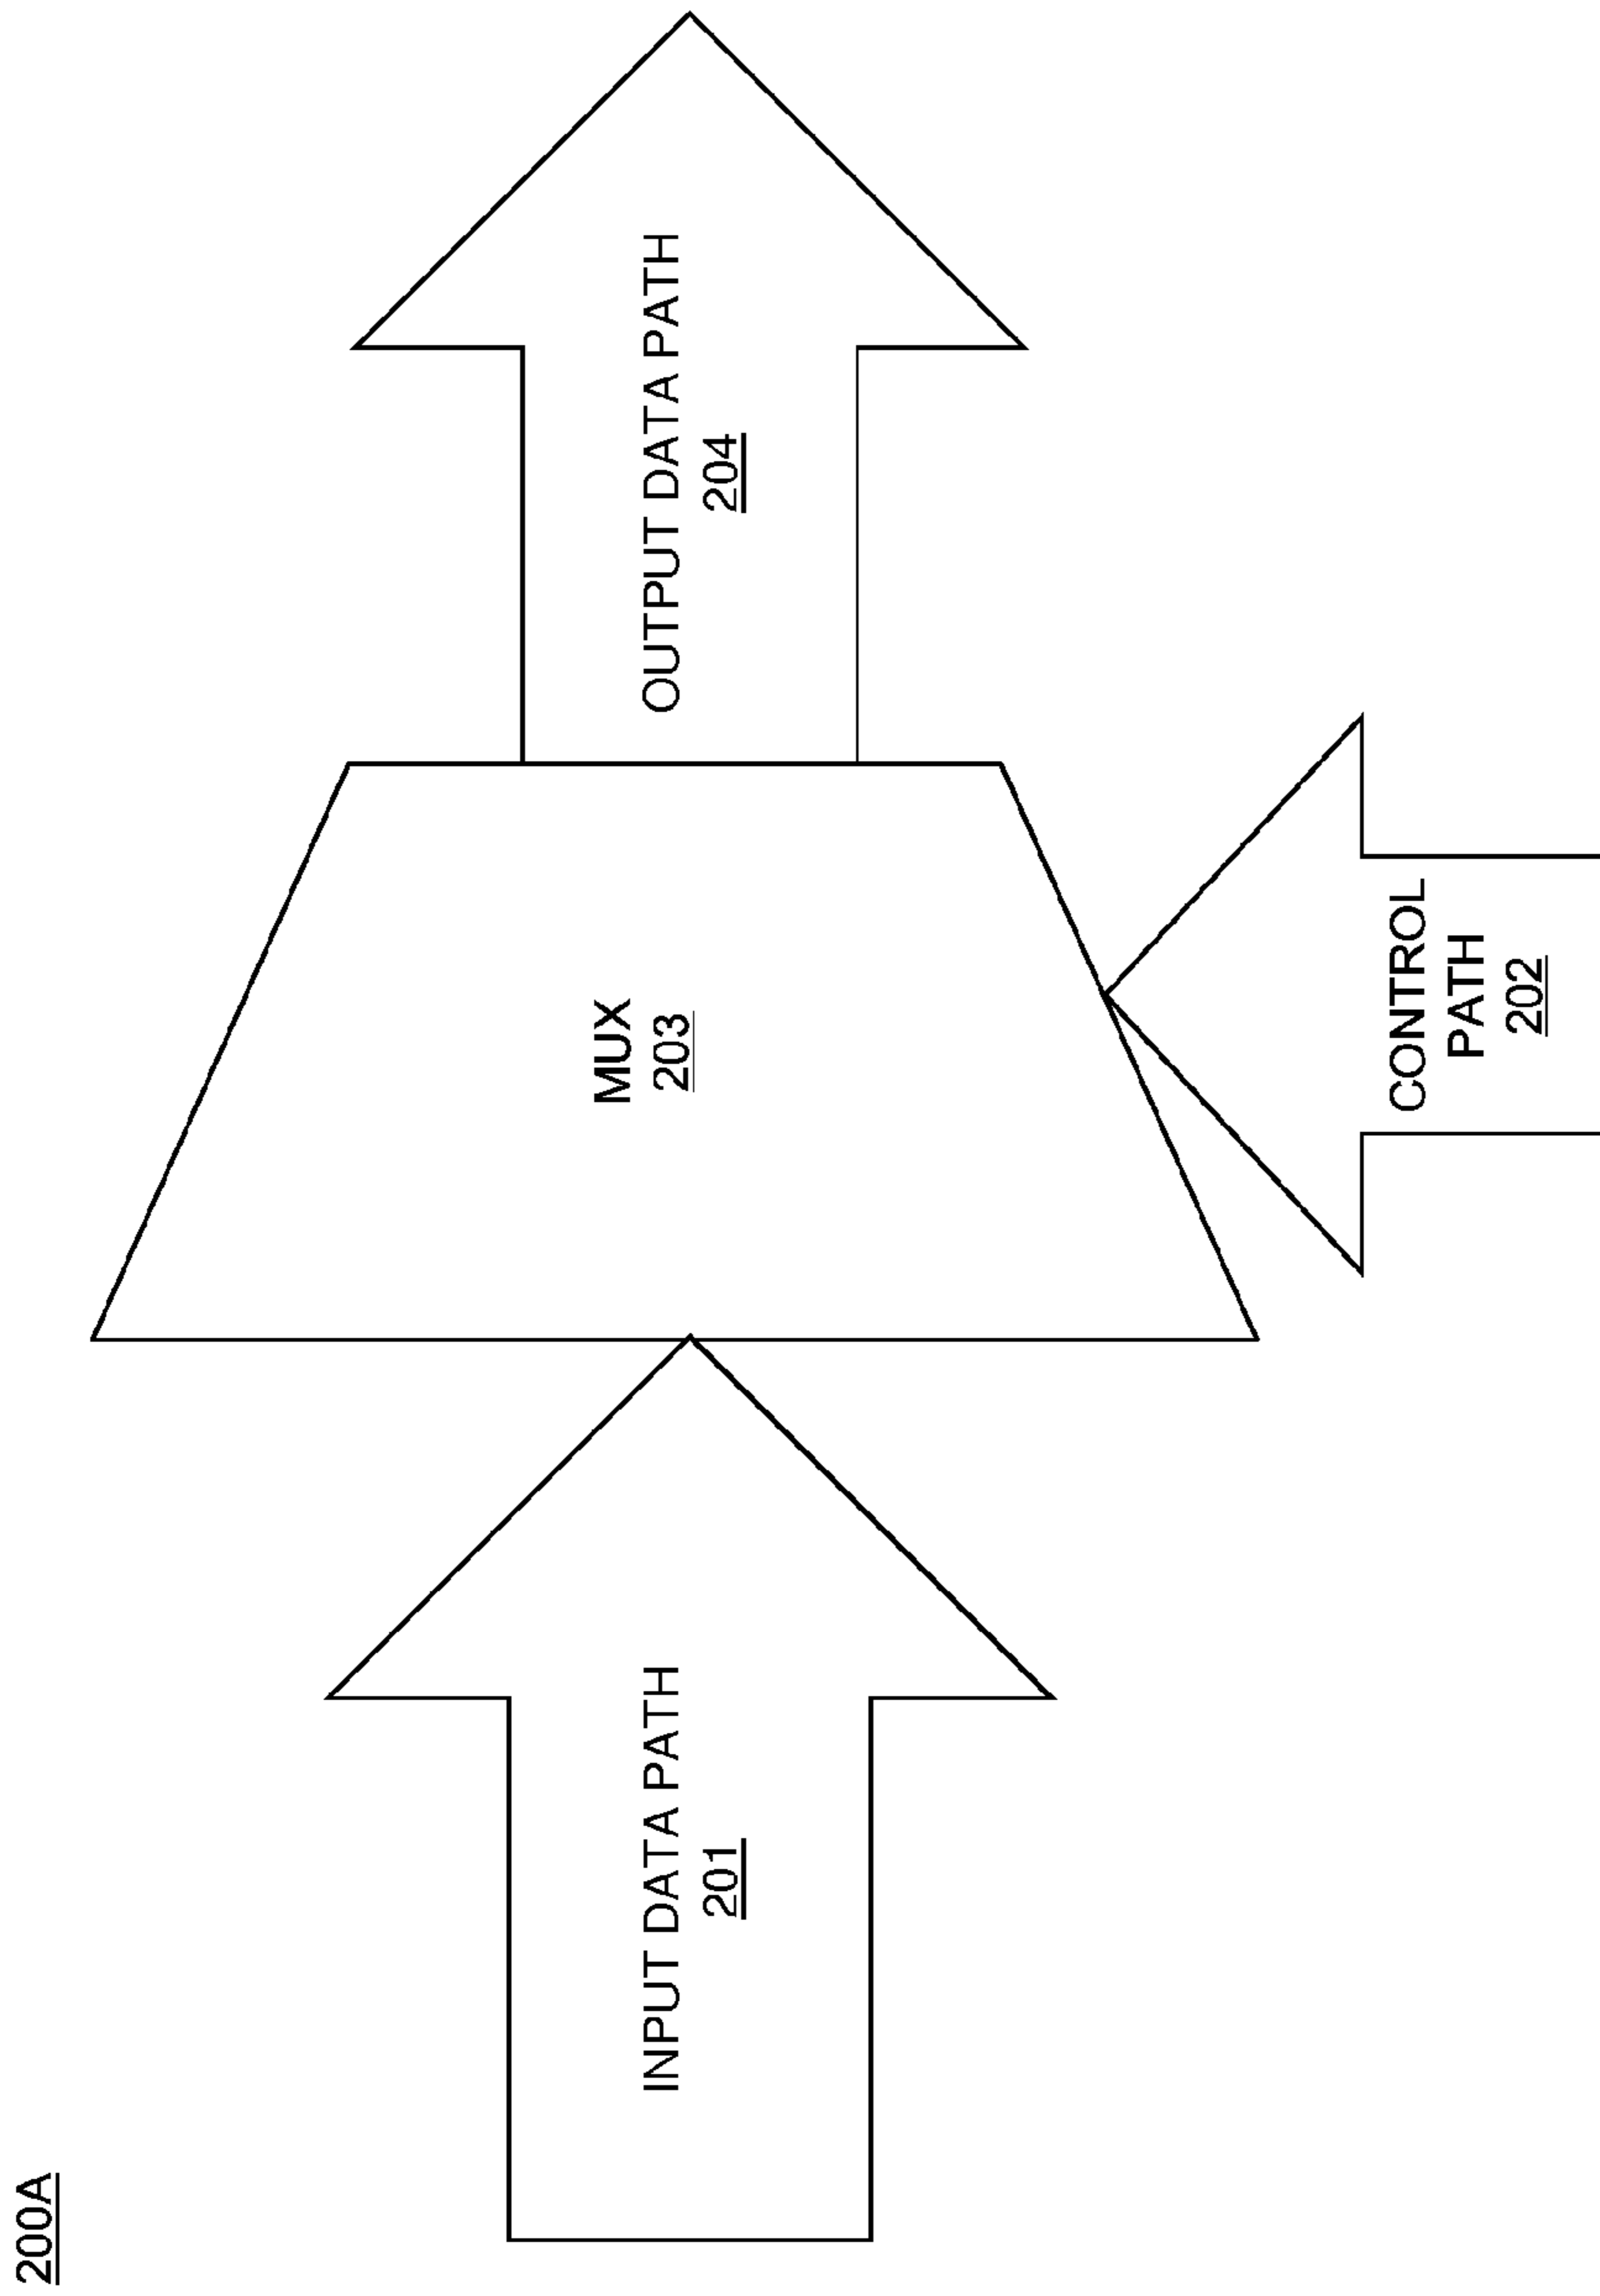 200A
INPUT DATA PATH
201
MUX
203
OUTPUT DATA PATH
204
CONTROL
PATH
202